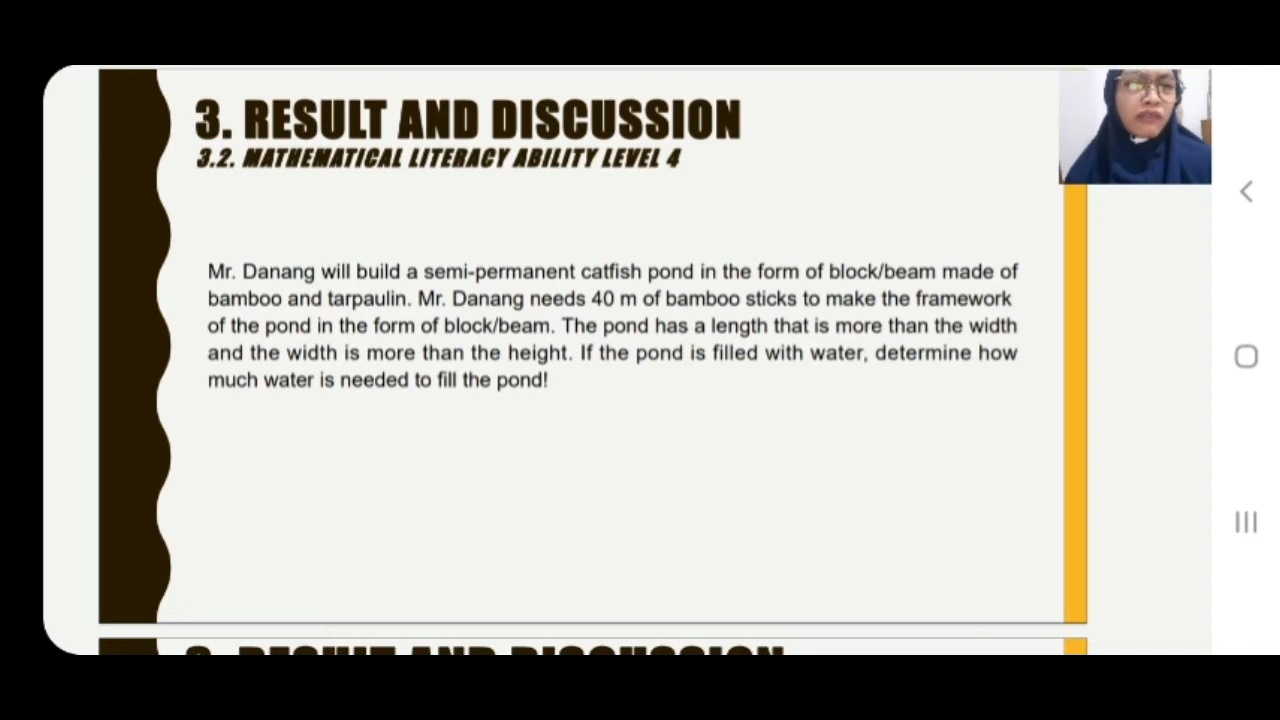 3. RESULT AND DISCUSSION
3.2. MATHEMATICAL LITERACY ABILITY LEVEL 4
Mr. Danang will build a semi-permanent catfish pond in the form of block/beam made of
bamboo and tarpaulin. Mr. Danang needs 40 m of bamboo sticks to make the framework
of the pond in the form of block/beam. The pond has a length that is more than the width
and the width is more than the height. If the pond is filled with water, determine how
much water is needed to fill the pond!
3. RESULT AND DISCUSSION